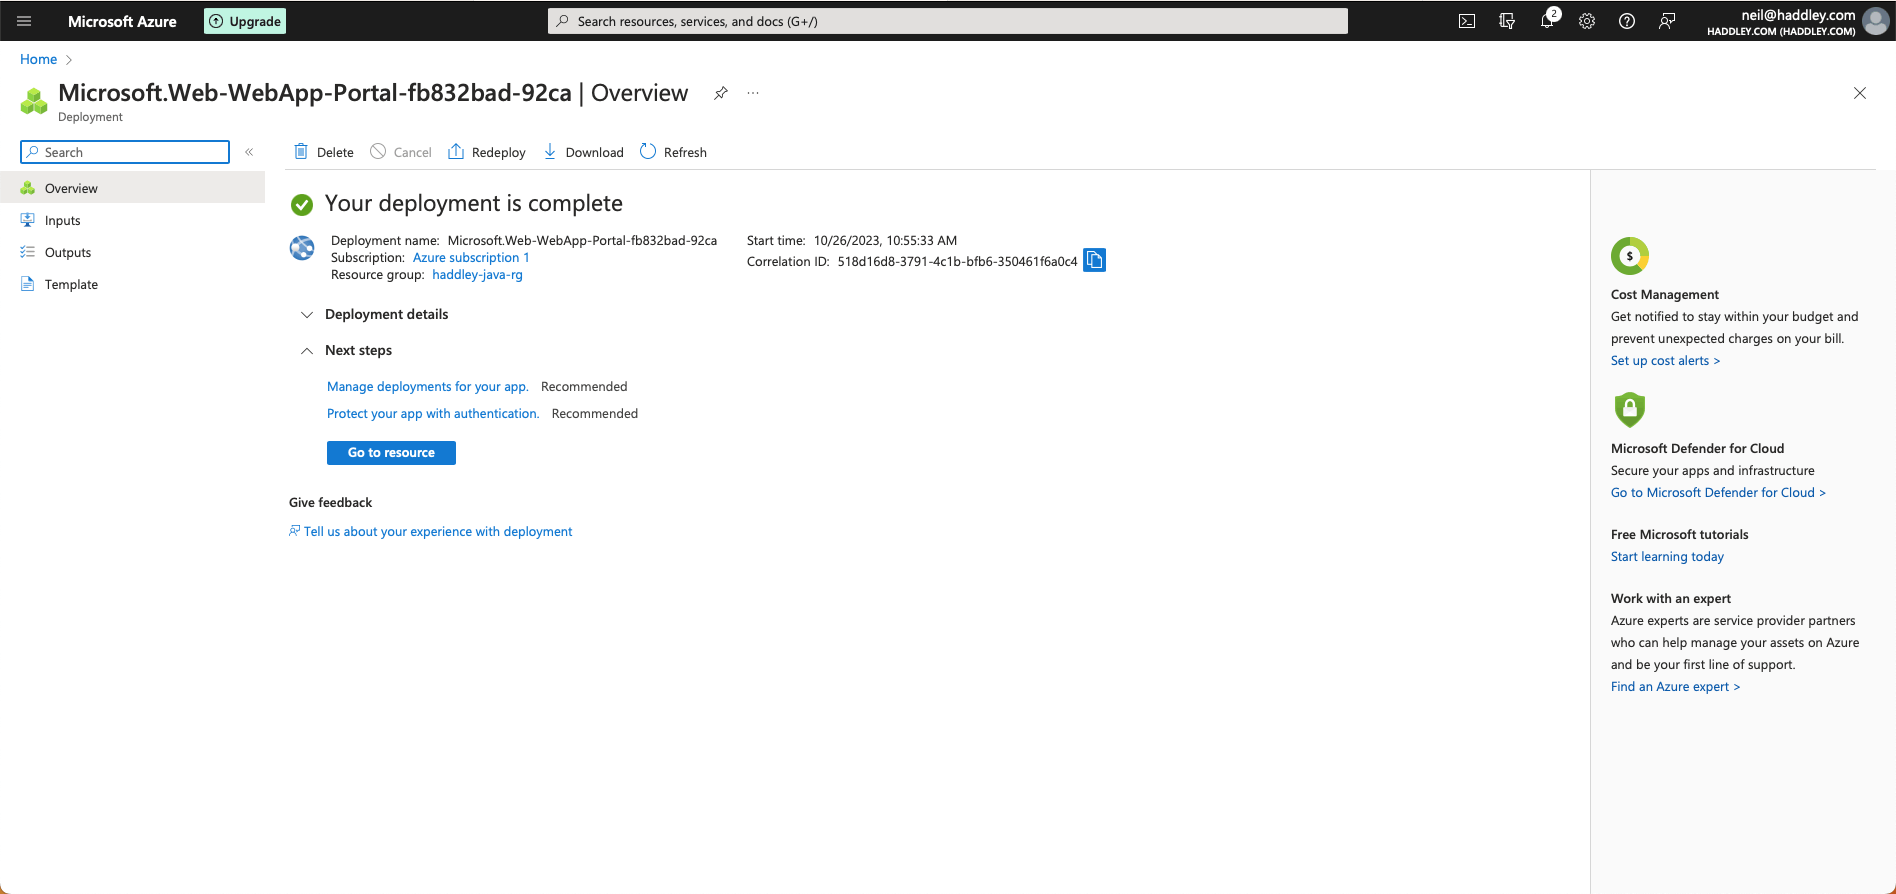 Microsoft Azure
Upgrade
Search resources, services, and docs (G+/)
2
neil@haddley.com
HADDLEY.COM (HADDLEY.COM)
Home
Microsoft.Web-WebApp-Portal-fb832bad-92ca | Overview
Deployment
Search
Delete
Cancel
Redeploy
Download
Refresh
Overview
Inputs
Outputs
Template
Your deployment is complete
Deployment name: Microsoft.Web-WebApp-Portal-fb832bad-92ca
Subscription: Azure subscription 1
Resource group: haddley-java-rg
Start time: 10/26/2023, 10:55:33 AM
Correlation ID: 518d16d8-3791-4c1b-bfb6-350461f6a0c4
Deployment details
Next steps
Manage deployments for your app. Recommended
Protect your app with authentication. Recommended
Go to resource
Give feedback
Tell us about your experience with deployment
$
Cost Management
Get notified to stay within your budget and
prevent unexpected charges on your bill.
Set up cost alerts >
Microsoft Defender for Cloud
Secure your apps and infrastructure
Go to Microsoft Defender for Cloud >
Free Microsoft tutorials
Start learning today
Work with an expert
Azure experts are service provider partners
who can help manage your assets on Azure
and be your first line of support.
Find an Azure expert >